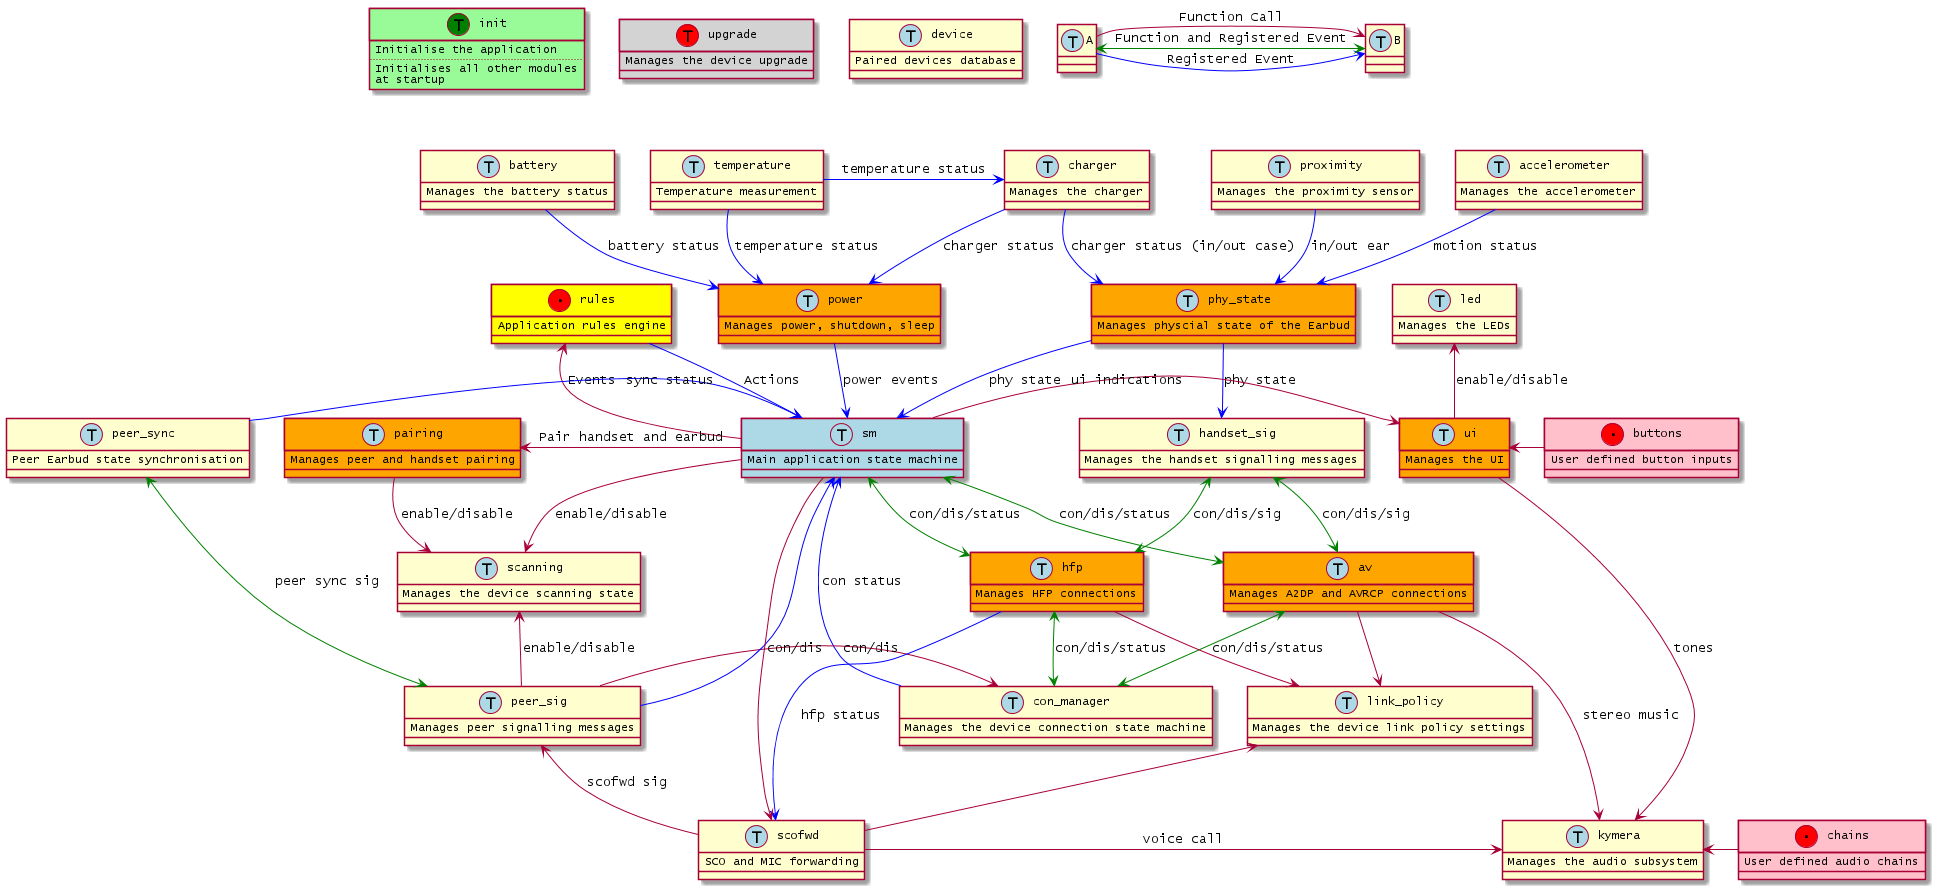 T init
Initialise the application
Initialises all other modules
at startup
T upgrade
Manages the device upgrade
T device
Paired devices database
T A
T B
Function Call
Function and Registered Event
Registered Event
T battery
Manages the battery status
T temperature
Temperature measurement
temperature status
T charger
Manages the charger
T proximity
Manages the proximity sensor
T accelerometer
Manages the accelerometer
battery status
temperature status
charger status
charger status (in/out case)
in/out ear
motion status
rules
Application rules engine
T power
Manages power, shutdown, sleep
T phy_state
Manages physcial state of the Earbud
T led
Manages the LEDs
Events
sync status
Actions
power events
phy state
ui indications
phy state
enable/disable
T peer_sync
Peer Earbud state synchronisation
T pairing
Manages peer and handset pairing
Pair handset and earbud
T sm
Main application state machine
T handset_sig
Manages the handset signalling messages
T ui
Manages the UI
buttons
User defined button inputs
enable/disable
enable/disable
con/dis/status
con/dis/status
con/dis/sig
con/dis/sig
peer sync sig
T scanning
Manages the device scanning state
con status
T hfp
Manages HFP connections
T av
Manages A2DP and AVRCP connections
enable/disable
con/dis
con/dis
con/dis/status
con/dis/status
tones
T peer_sig
Manages peer signalling messages
hfp status
T con_manager
Manages the device connection state machine
T link_policy
Manages the device link policy settings
stereo music
scofwd sig
T scofwd
SCO and MIC forwarding
voice call
T kymera
Manages the audio subsystem
chains
User defined audio chains